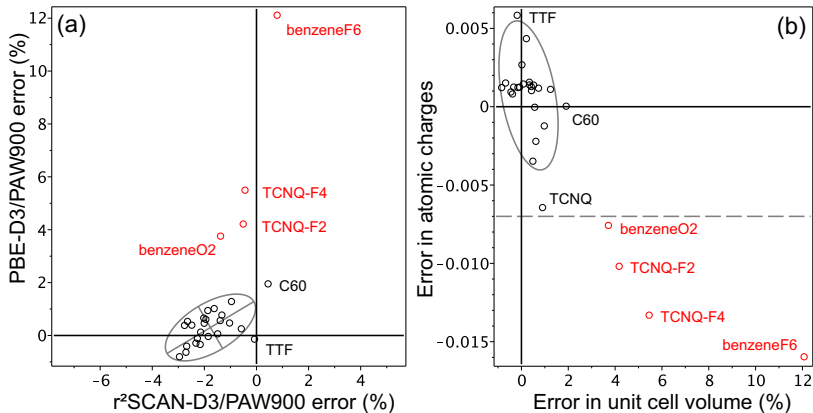 (a)
benzeneF6
TCNQ-F4
TCNQ-F2
benzeneO2
C60
TTF
PBE-D3/PAW900 error (%)
12
10
8
6
4
2
0
-6 -4 -2 0 2 4
r²SCAN-D3/PAW900 error (%)
(b)
TTF
C60
TCNQ
benzeneO2
TCNQ-F2
TCNQ-F4
benzeneF6
Error in atomic charges
0.005
0
-0.005
-0.010
-0.015
0 2 4 6 8 10 12
Error in unit cell volume (%)